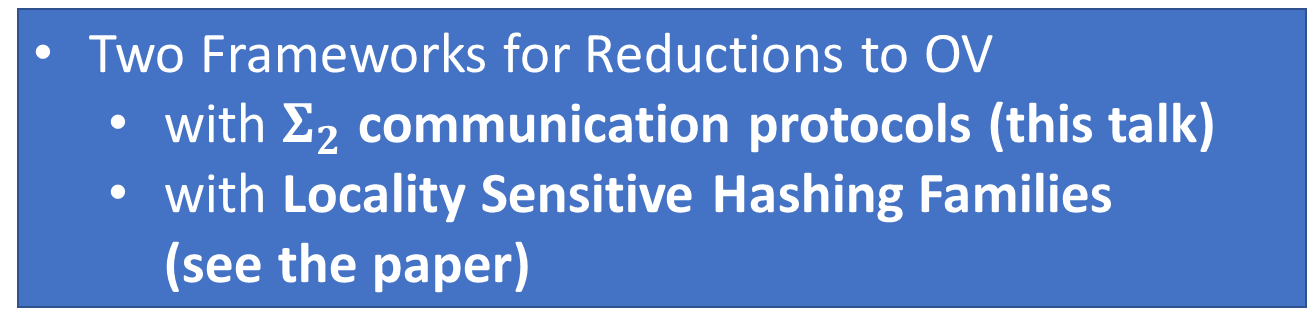 • Two Frameworks for Reductions to OV
• with Σ₂ communication protocols (this talk)
• with Locality Sensitive Hashing Families
(see the paper)